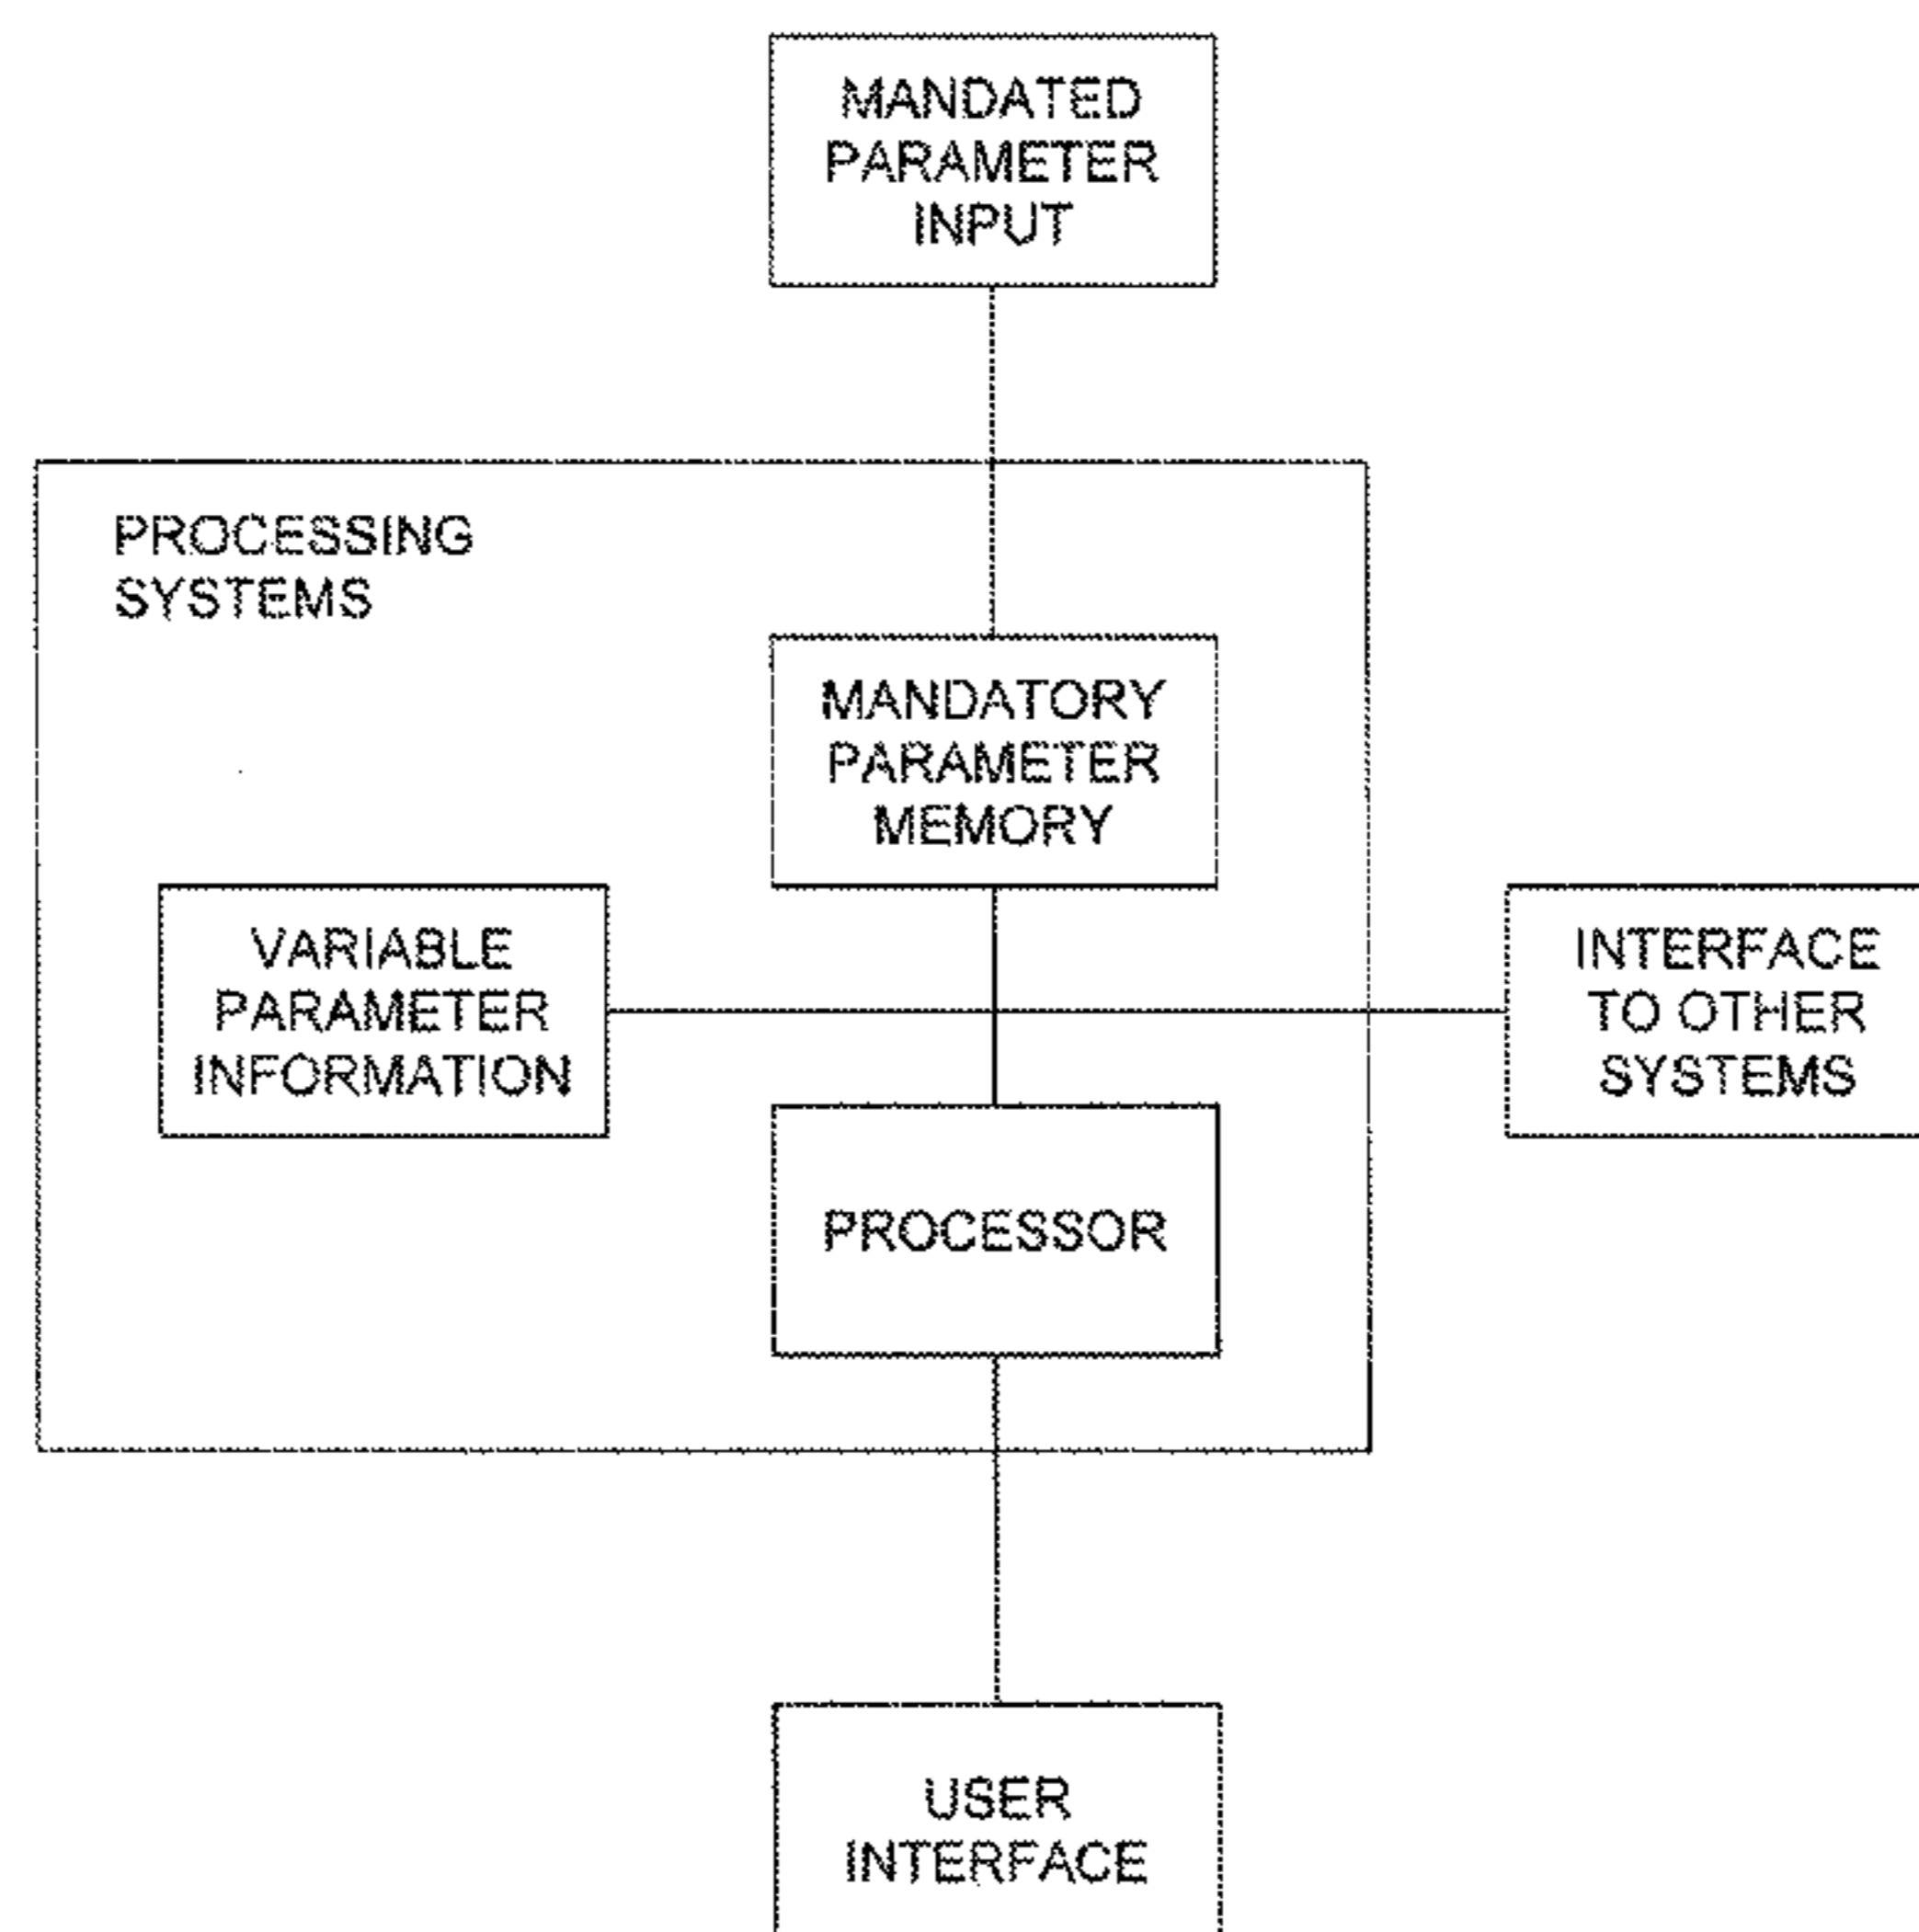 MANDATED
PARAMETER
INPUT
PROCESSING
SYSTEMS
MANDATORY
PARAMETER
MEMORY
VARIABLE
PARAMETER
INFORMATION
INTERFACE
TO OTHER
SYSTEMS
PROCESSOR
USER
INTERFACE